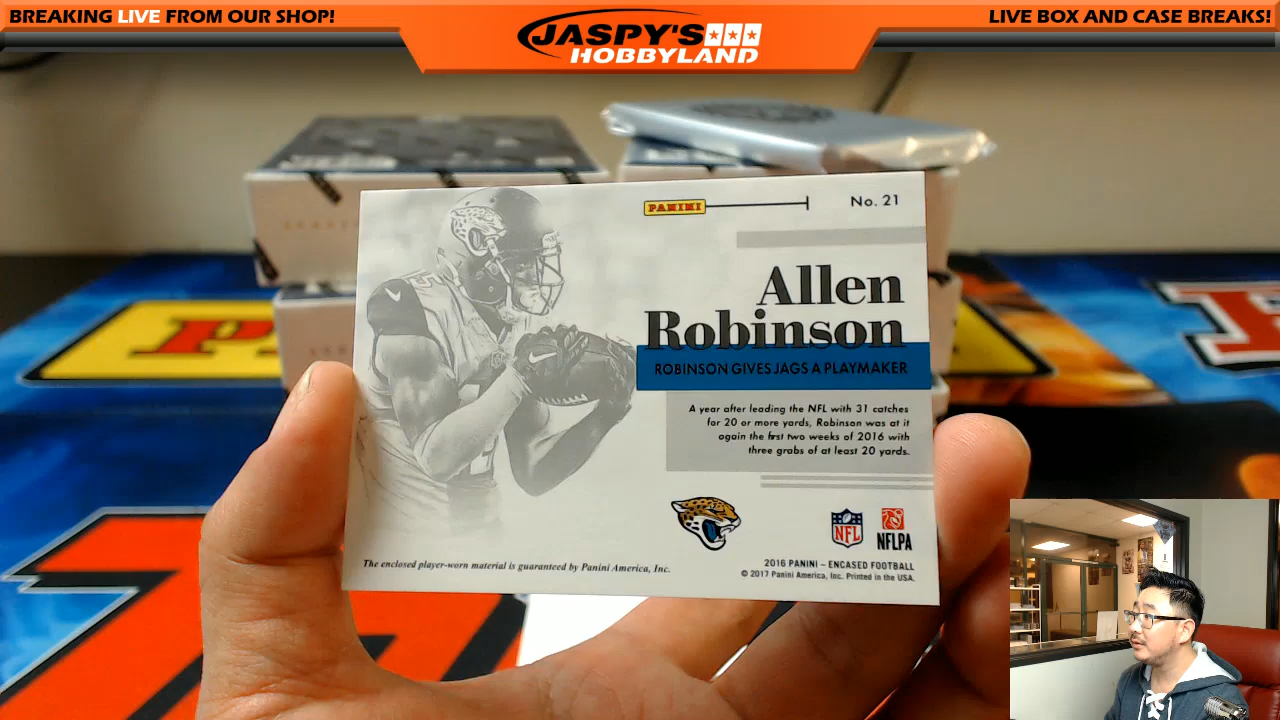 BREAKING LIVE FROM OUR SHOP!
JASPY'S
HOBBYLAND
LIVE BOX AND CASE BREAKS!
PANINI
No. 21
Allen
Robinson
ROBINSON GIVES JAGS A PLAYMAKER
A year after leading the NFL with 31 catches
for 20 or more yards, Robinson was at it
again the first two weeks of 2016 with
three grabs of at least 20 yards.
NFL
NFLPA
The enclosed player-worn material is guaranteed by Panini America, Inc.
2016 PANINI – ENCASED FOOTBALL
© 2017 Panini America, Inc. Printed in the USA.